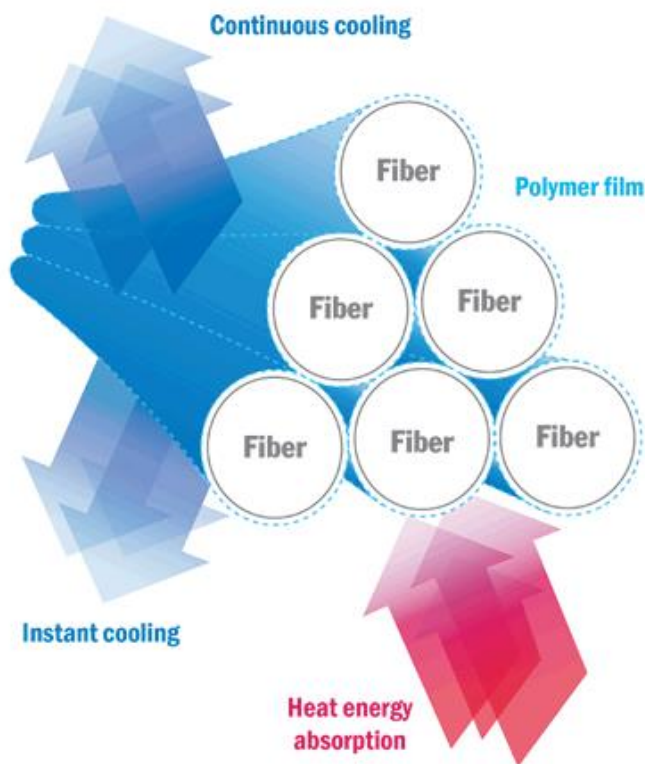 Continuous cooling
Fiber
Polymer film
Fiber
Fiber
Fiber
Fiber
Fiber
Instant cooling
Heat energy
absorption